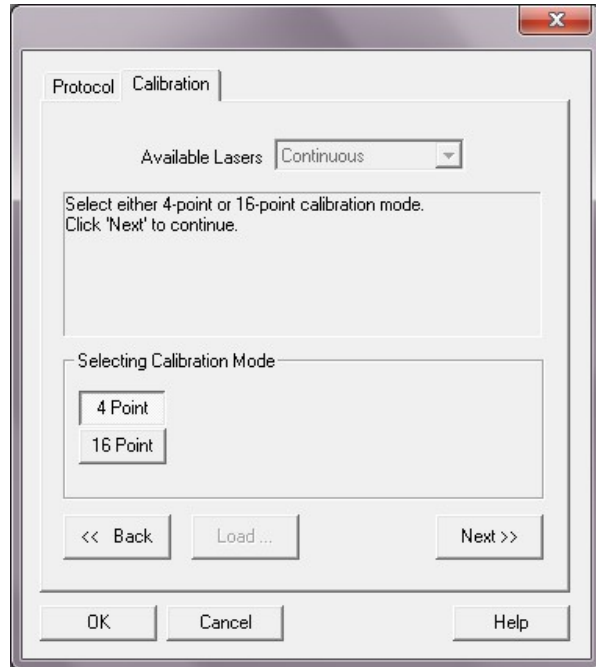 Protocol Calibration
Available Lasers Continuous
Select either 4-point or 16-point calibration mode.
Click 'Next' to continue.
Selecting Calibration Mode
4 Point
16 Point
<< Back Load ... Next >>
OK Cancel Help